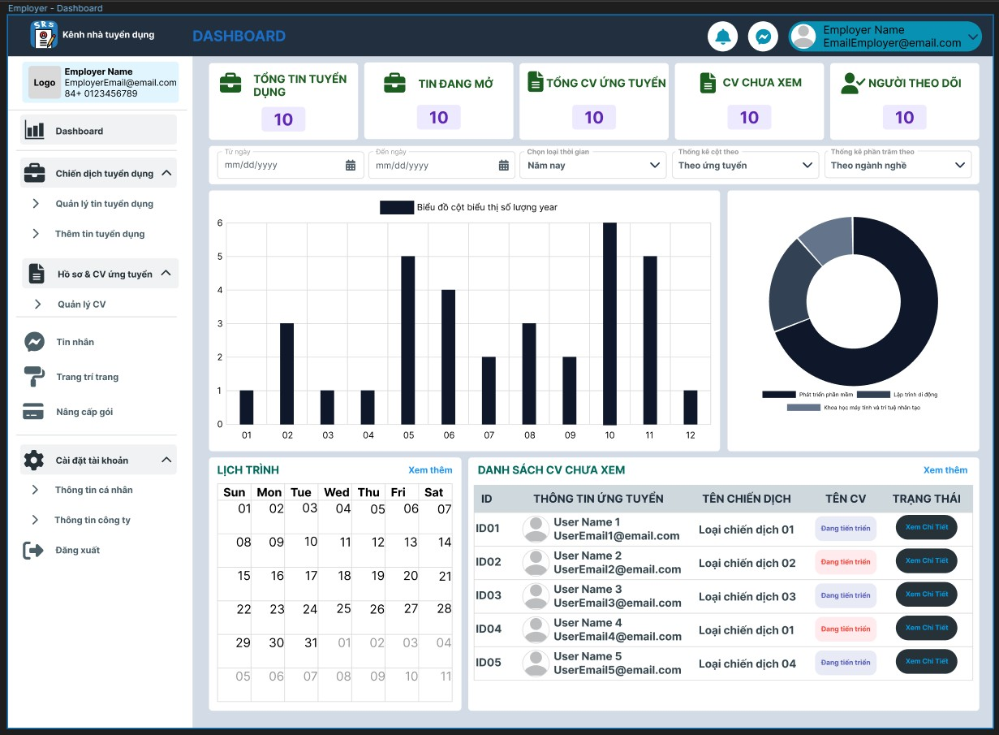 Employer - Dashboard
SRS
Kênh nhà tuyển dụng
DASHBOARD
Employer Name
EmailEmployer@email.com
Logo
Employer Name
EmployerEmail@email.com
84+ 0123456789
Dashboard
Chiến dịch tuyển dụng
Quản lý tin tuyển dụng
Thêm tin tuyển dụng
Hồ sơ & CV ứng tuyển
Quản lý CV
Tin nhắn
Trang trí trang
Nâng cấp gói
Cài đặt tài khoản
Thông tin cá nhân
Thông tin công ty
Đăng xuất
TỔNG TIN TUYỂN
DỤNG
10
TIN ĐANG MỞ
10
TỔNG CV ỨNG TUYỂN
10
CV CHƯA XEM
10
NGƯỜI THEO DÕI
10
Từ ngày
mm/dd/yyyy
Đến ngày
mm/dd/yyyy
Chọn loại thời gian
Năm nay
Thống kê cột theo
Theo ứng tuyển
Thống kê phần trăm theo
Theo ngành nghề
Biểu đồ cột biểu thị số lượng year
6
5
4
3
2
1
0
01 02 03 04 05 06 07 08 09 10 11 12
Phát triển phần mềm
Lập trình di động
Khoa học máy tính và trí tuệ nhân tạo
LỊCH TRÌNH
Xem thêm
Sun Mon Tue Wed Thu Fri Sat
01 02 03 04 05 06 07
08 09 10 11 12 13 14
15 16 17 18 19 20 21
22 23 24 25 26 27 28
29 30 31 01 02 03 04
05 06 07 08 09 10 11
DANH SÁCH CV CHƯA XEM
Xem thêm
ID THÔNG TIN ỨNG TUYỂN TÊN CHIẾN DỊCH TÊN CV TRẠNG THÁI
ID01
User Name 1
UserEmail1@email.com
Loại chiến dịch 01
Đang tiến triển
Xem Chi Tiết
ID02
User Name 2
UserEmail2@email.com
Loại chiến dịch 02
Đang tiến triển
Xem Chi Tiết
ID03
User Name 3
UserEmail3@email.com
Loại chiến dịch 03
Đang tiến triển
Xem Chi Tiết
ID04
User Name 4
UserEmail4@email.com
Loại chiến dịch 01
Đang tiến triển
Xem Chi Tiết
ID05
User Name 5
UserEmail5@email.com
Loại chiến dịch 04
Đang tiến triển
Xem Chi Tiết